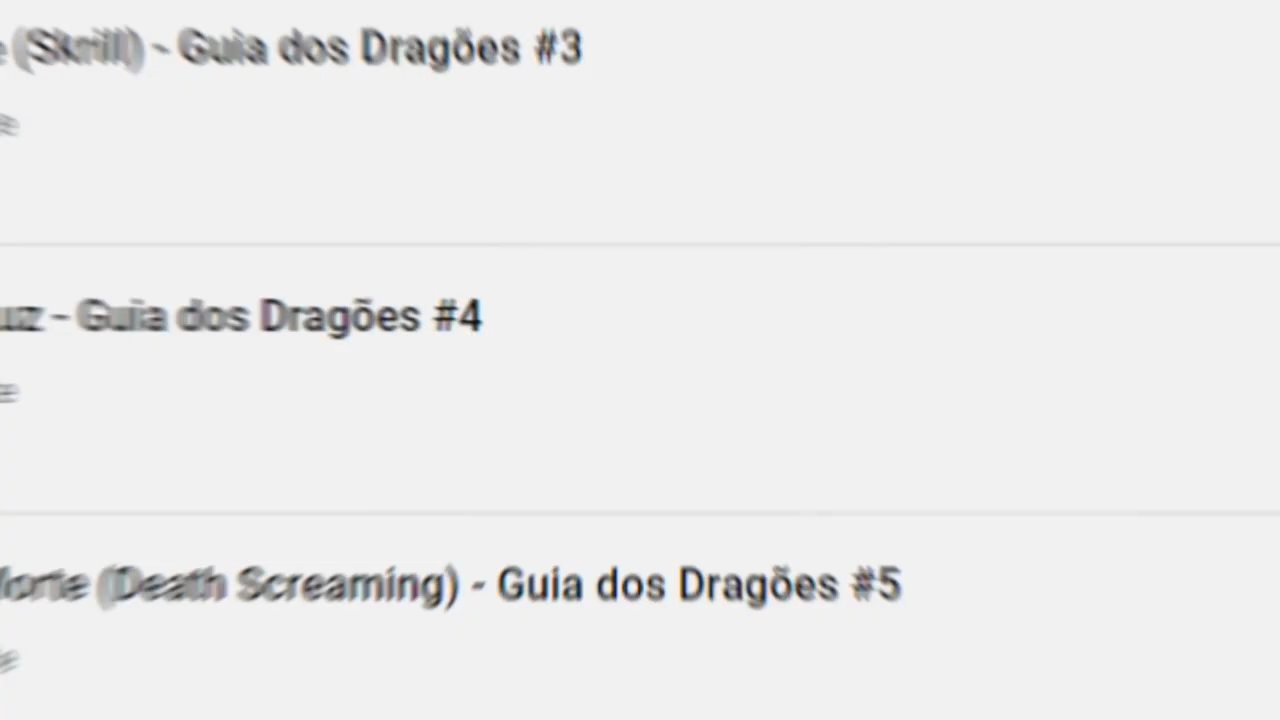 (Skrill) - Guia dos Dragões #3
uz - Guia dos Dragões #4
(Death Screaming) - Guia dos Dragões #5